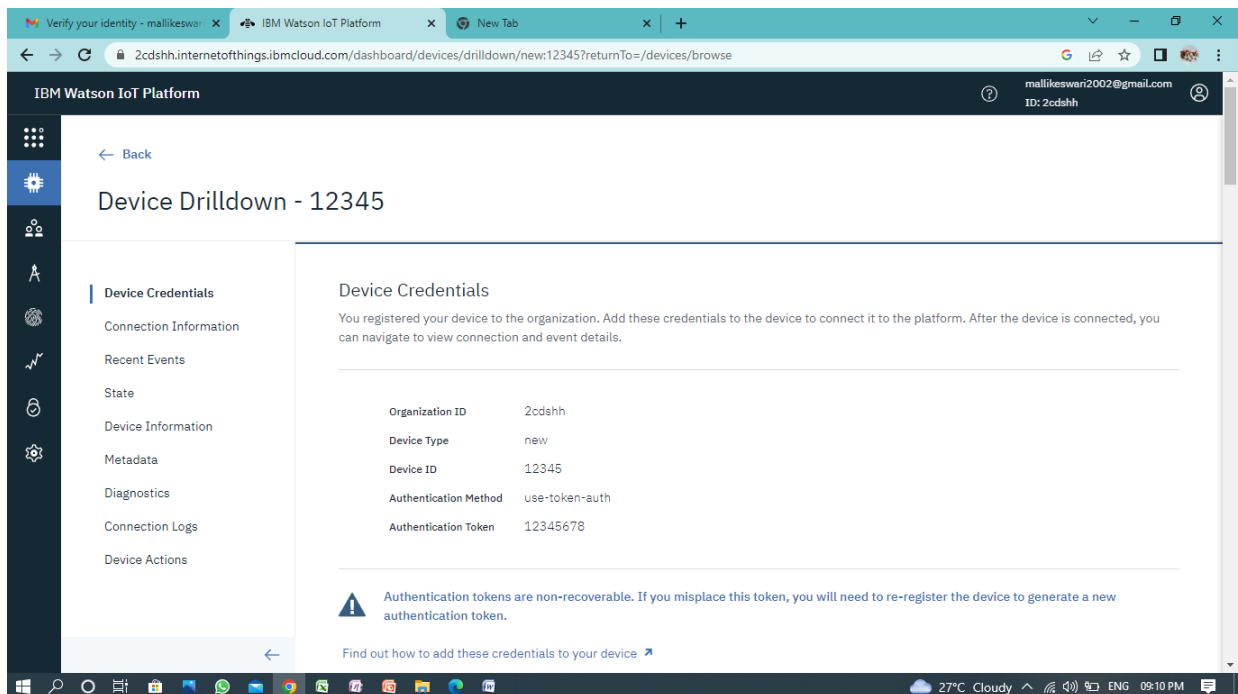 Verify your identity - mallikeswar
IBM Watson IoT Platform
New Tab
2cdshh.internetofthings.ibmcloud.com/dashboard/devices/drilldown/new:12345?returnTo=/devices/browse
IBM Watson IoT Platform
mallikeswari2002@gmail.com
ID: 2cdshh
Back
Device Drilldown - 12345
Device Credentials
Connection Information
Recent Events
State
Device Information
Metadata
Diagnostics
Connection Logs
Device Actions
Device Credentials
You registered your device to the organization. Add these credentials to the device to connect it to the platform. After the device is connected, you
can navigate to view connection and event details.
Organization ID 2cdshh
Device Type new
Device ID 12345
Authentication Method use-token-auth
Authentication Token 12345678
Authentication tokens are non-recoverable. If you misplace this token, you will need to re-register the device to generate a new
authentication token.
Find out how to add these credentials to your device
27°C Cloudy ENG 09:10 PM